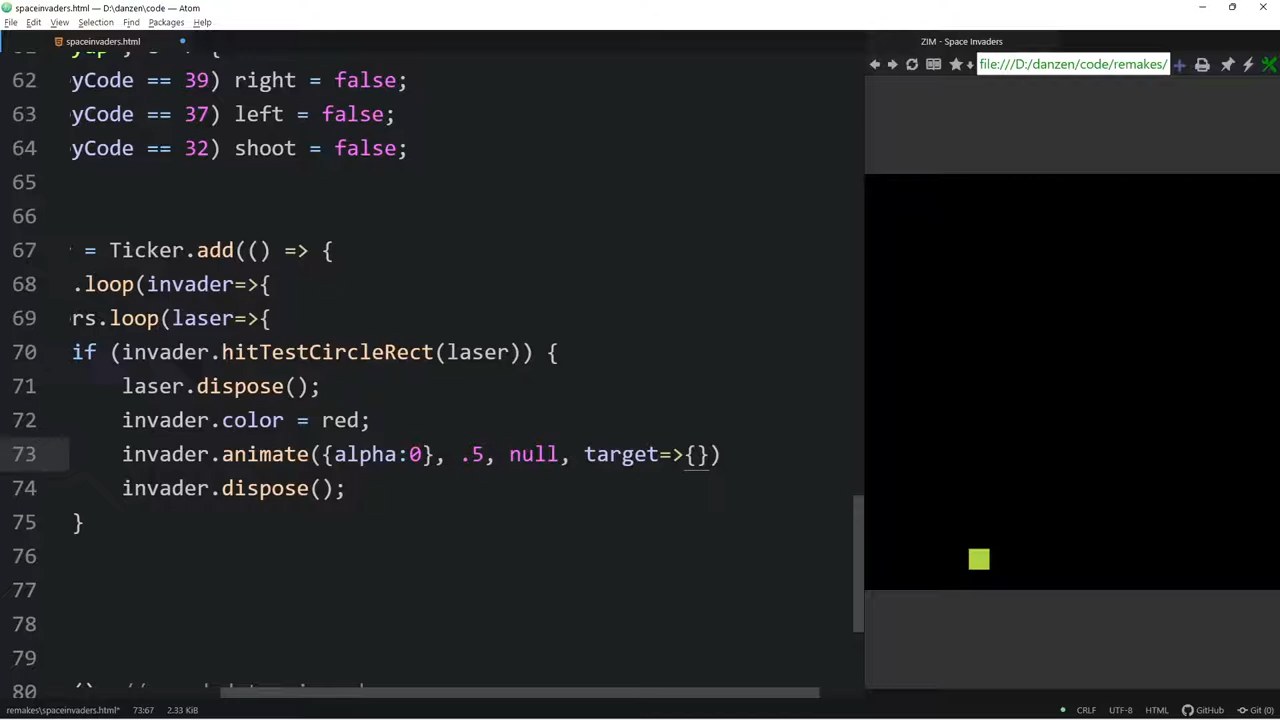 spaceinvaders.html — D:\danzen\code — Atom
File Edit View Selection Find Packages Help
spaceinvaders.html
ZIM - Space Invaders
file:///D:/danzen/code/remakes/
62 yCode == 39) right = false;
63 yCode == 37) left = false;
64 yCode == 32) shoot = false;
65
66
67 = Ticker.add(() => {
68 .loop(invader=>{
69 rs.loop(laser=>{
70 if (invader.hitTestCircleRect(laser)) {
71 laser.dispose();
72 invader.color = red;
73 invader.animate({alpha:0}, .5, null, target=>{})
74 invader.dispose();
75 }
76
77
78
79
80
remakes\spaceinvaders.html* 73:67 2.33 KiB CRLF UTF-8 HTML GitHub Git (0)